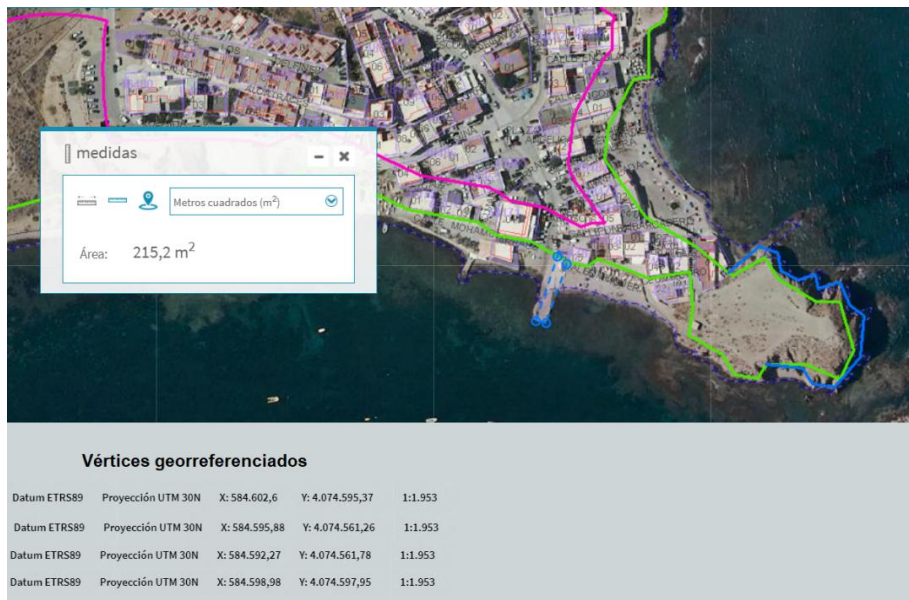 medidas
Metros cuadrados (m²)
Área: 215,2 m²
Vértices georreferenciados
Datum ETRS89 Proyección UTM 30N X: 584.602,6 Y: 4.074.595,37 1:1.953
Datum ETRS89 Proyección UTM 30N X: 584.595,88 Y: 4.074.561,26 1:1.953
Datum ETRS89 Proyección UTM 30N X: 584.592,27 Y: 4.074.561,78 1:1.953
Datum ETRS89 Proyección UTM 30N X: 584.598,98 Y: 4.074.597,95 1:1.953